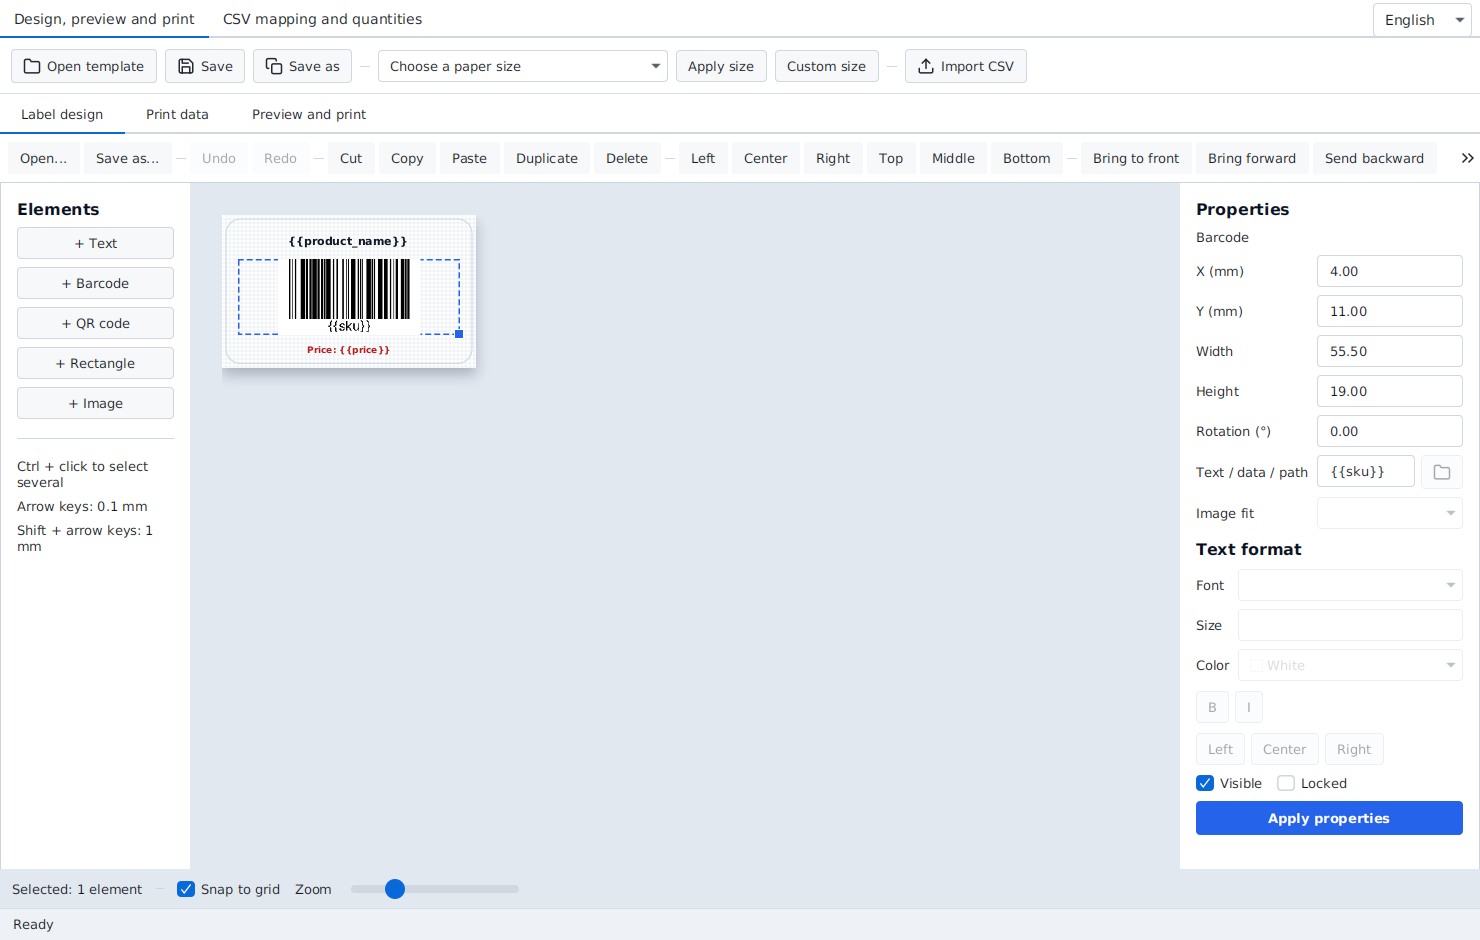 Design, preview and print
CSV mapping and quantities
English
Open template
Save
Save as
Choose a paper size
Apply size
Custom size
Import CSV
Label design
Print data
Preview and print
Open...
Save as...
Undo
Redo
Cut
Copy
Paste
Duplicate
Delete
Left
Center
Right
Top
Middle
Bottom
Bring to front
Bring forward
Send backward
Elements
+ Text
+ Barcode
+ QR code
+ Rectangle
+ Image
Ctrl + click to select
several
Arrow keys: 0.1 mm
Shift + arrow keys: 1
mm
{{product_name}}
{{sku}}
Price: {{price}}
Properties
Barcode
X (mm)
4.00
Y (mm)
11.00
Width
55.50
Height
19.00
Rotation (°)
0.00
Text / data / path
{{sku}}
Image fit
Text format
Font
Size
Color
White
B
I
Left
Center
Right
Visible
Locked
Apply properties
Selected: 1 element
Snap to grid
Zoom
Ready